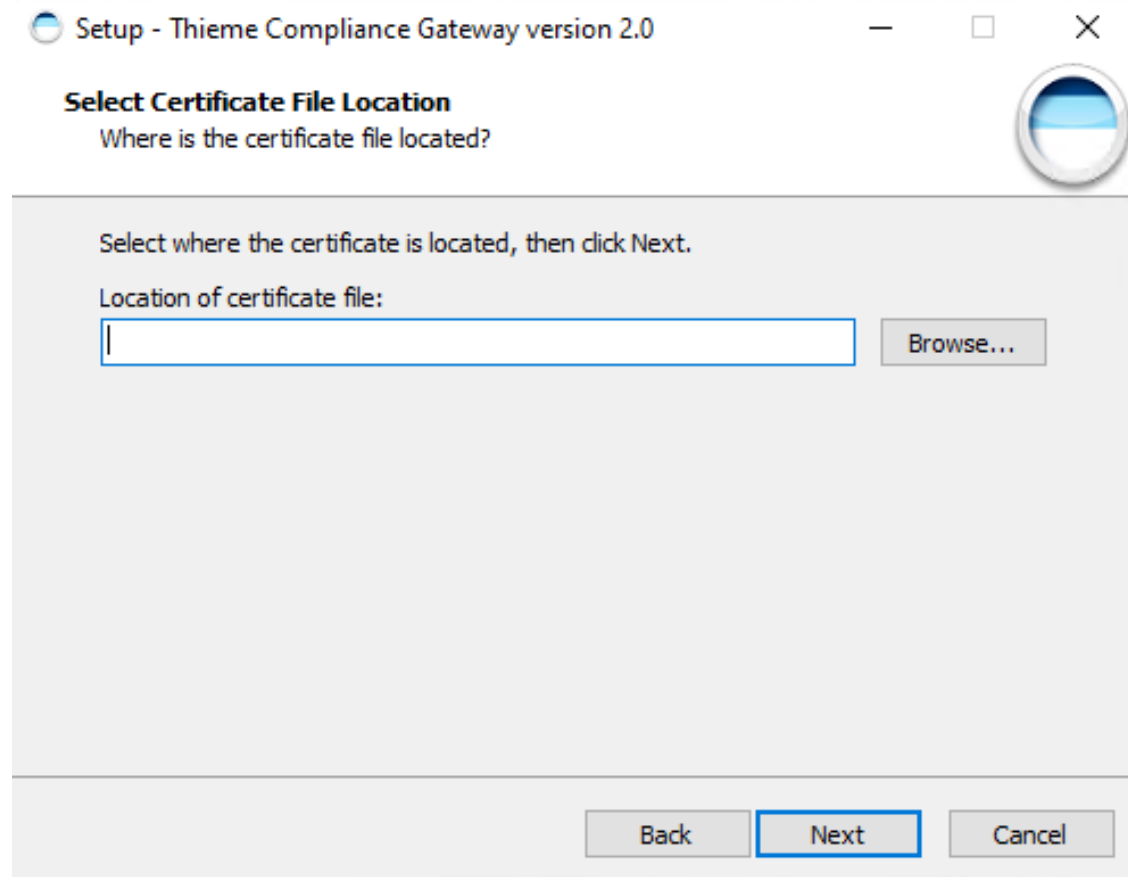 Setup - Thieme Compliance Gateway version 2.0
Select Certificate File Location
Where is the certificate file located?
Select where the certificate is located, then click Next.
Location of certificate file:
Browse...
Back Next Cancel